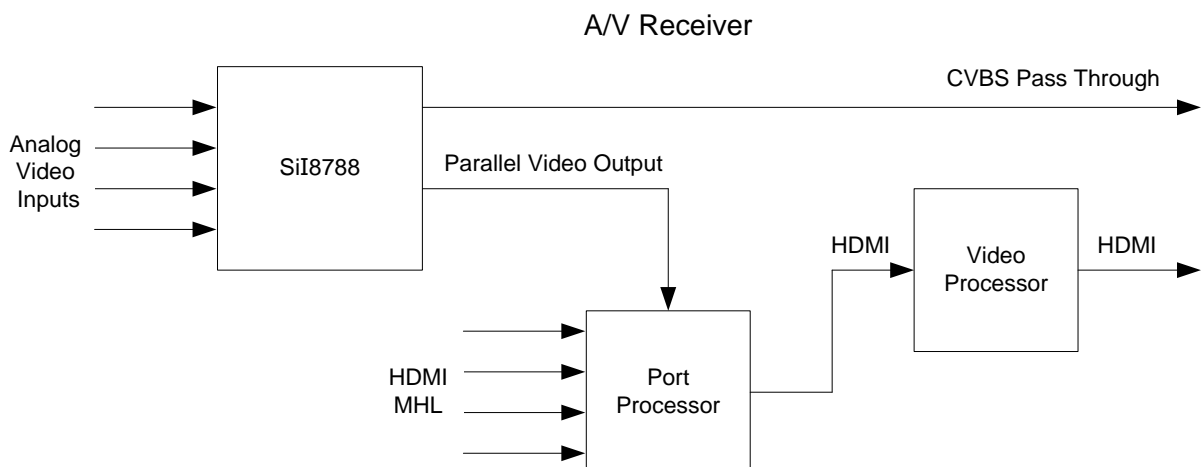 A/V Receiver
CVBS Pass Through
Analog
Video
Inputs
SiI8788
Parallel Video Output
HDMI
Video
Processor
HDMI
HDMI
MHL
Port
Processor